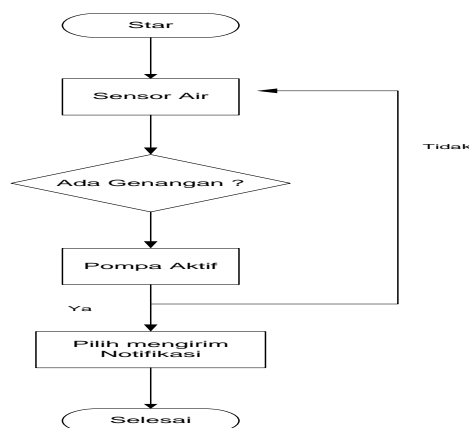 Star
Sensor Air
Tidak
Ada Genangan ?
Pompa Aktif
Ya
Pilih mengirim
Notifikasi
Selesai